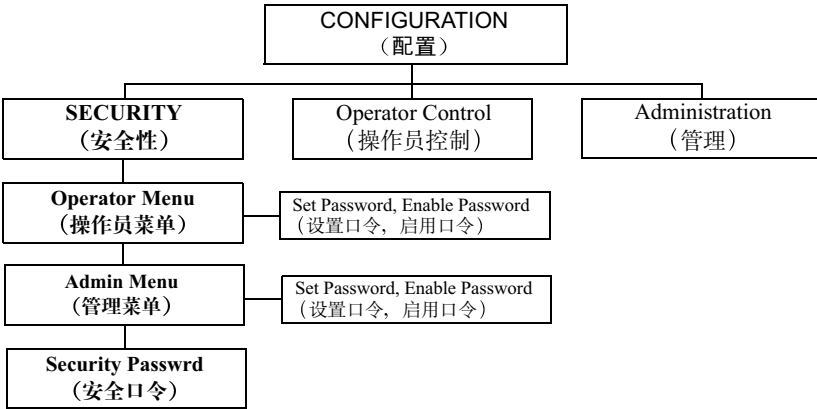 CONFIGURATION
（配置）
SECURITY
（安全性）
Operator Control
（操作员控制）
Administration
（管理）
Operator Menu
（操作员菜单）
Set Password, Enable Password
（设置口令，启用口令）
Admin Menu
（管理菜单）
Set Password, Enable Password
（设置口令，启用口令）
Security Passwrd
（安全口令）